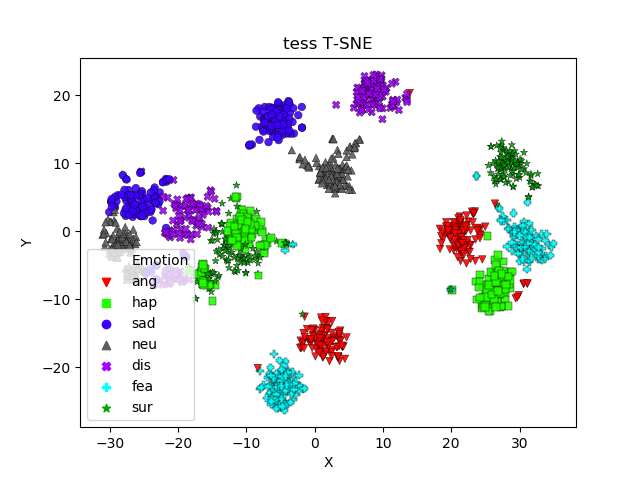 tess T-SNE
20
10
0
−10
−20
Y
Emotion
ang
hap
sad
neu
dis
fea
sur
−30
−20
−10
0
10
20
30
X